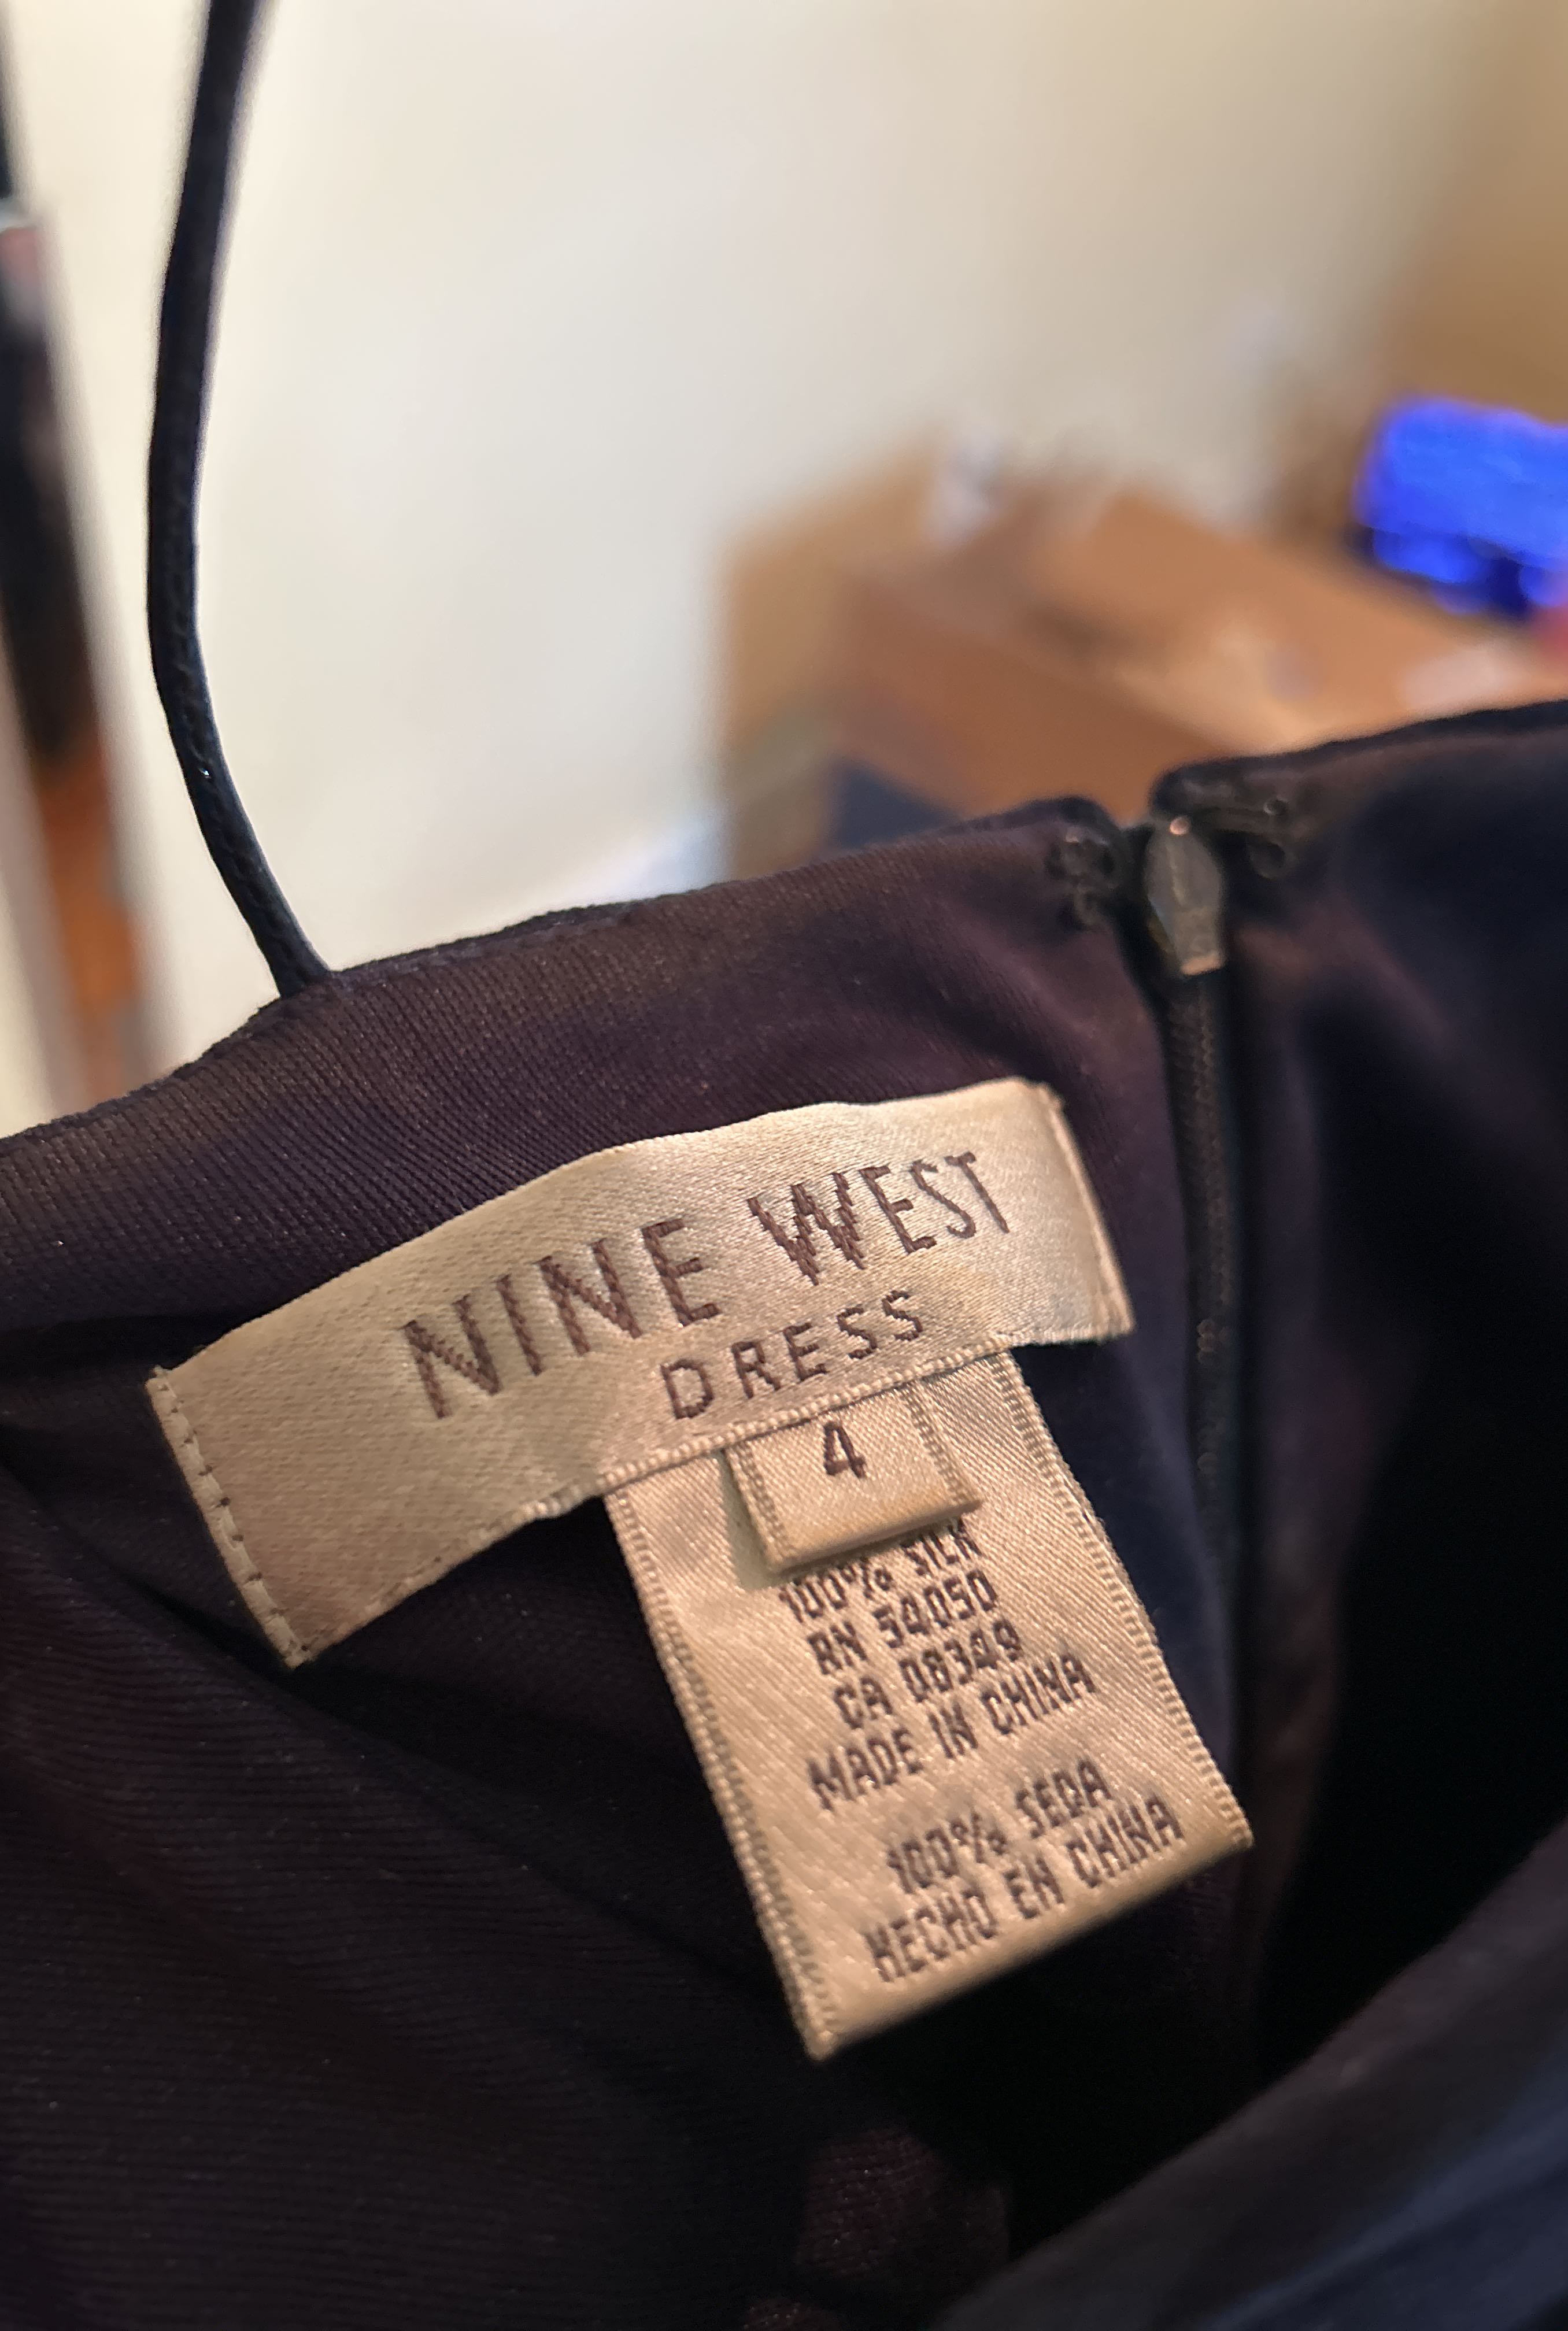 NINE WEST
DRESS
4
100% SILK
RN 54050
CA 08349
MADE IN CHINA
100% SEDA
HECHO EN CHINA